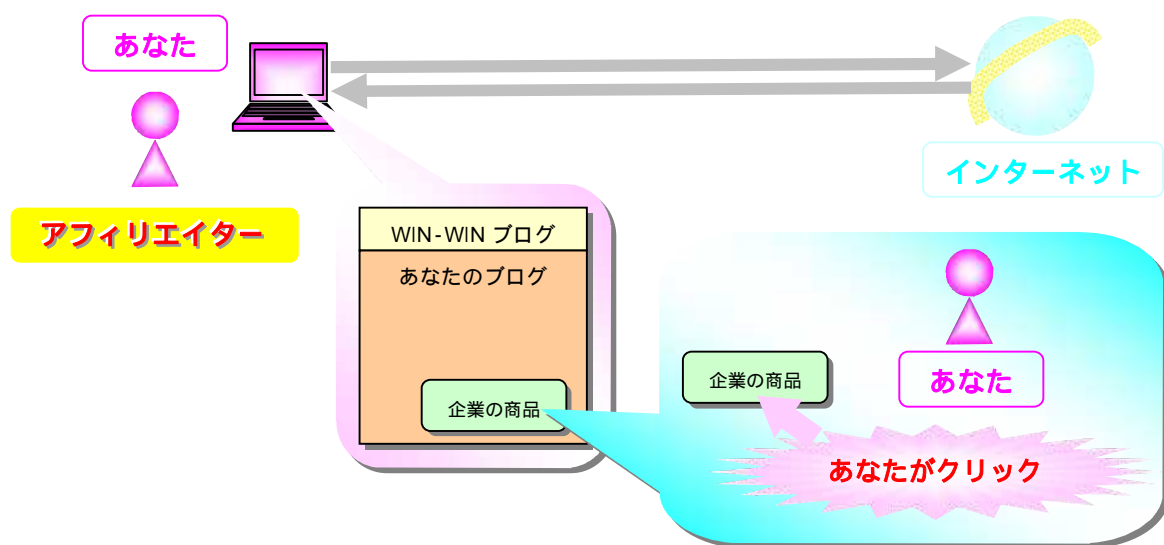 あなた
アフィリエイター
インターネット
WIN-WIN ブログ
あなたのブログ
企業の商品
企業の商品
あなた
あなたがクリック